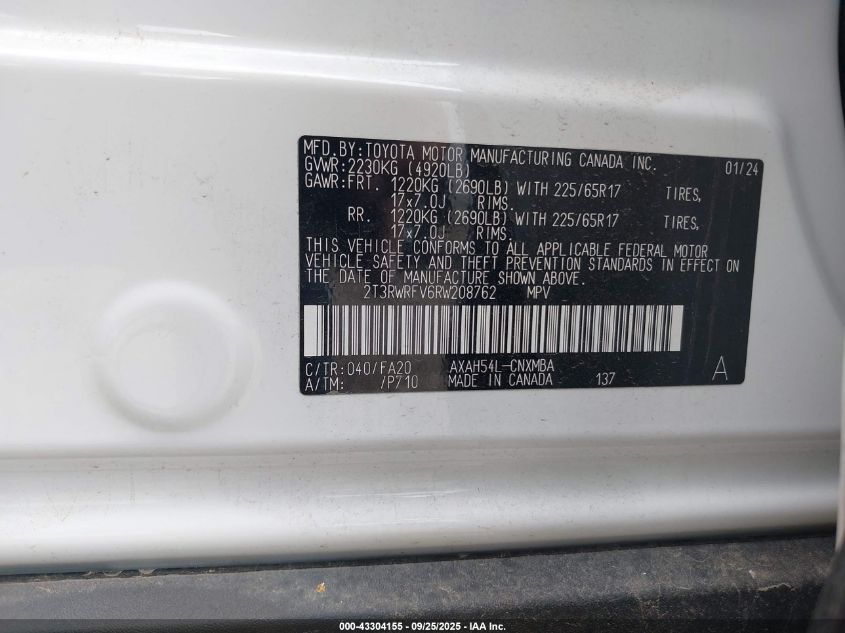 MFD.BY:TOYOTA MOTOR MANUFACTURING CANADA INC. 01/24
GVWR:2230KG (4920LB)
GAWR:FRT. 1220KG (2690LB) WITH 225/65R17 TIRES,
17x7.0J RIMS.
RR. 1220KG (2690LB) WITH 225/65R17 TIRES,
17x7.0J RIMS.
THIS VEHICLE CONFORMS TO ALL APPLICABLE FEDERAL MOTOR
VEHICLE SAFETY AND THEFT PREVENTION STANDARDS IN EFFECT ON
THE DATE OF MANUFACTURE SHOWN ABOVE.
2T3RWRFV6RW208762 MPV
C/TR:040/FA20 AXAH54L-CNXMBA
A/TM: /P710 MADE IN CANADA 137 A
000-43304155 - 09/25/2025 - IAA Inc.